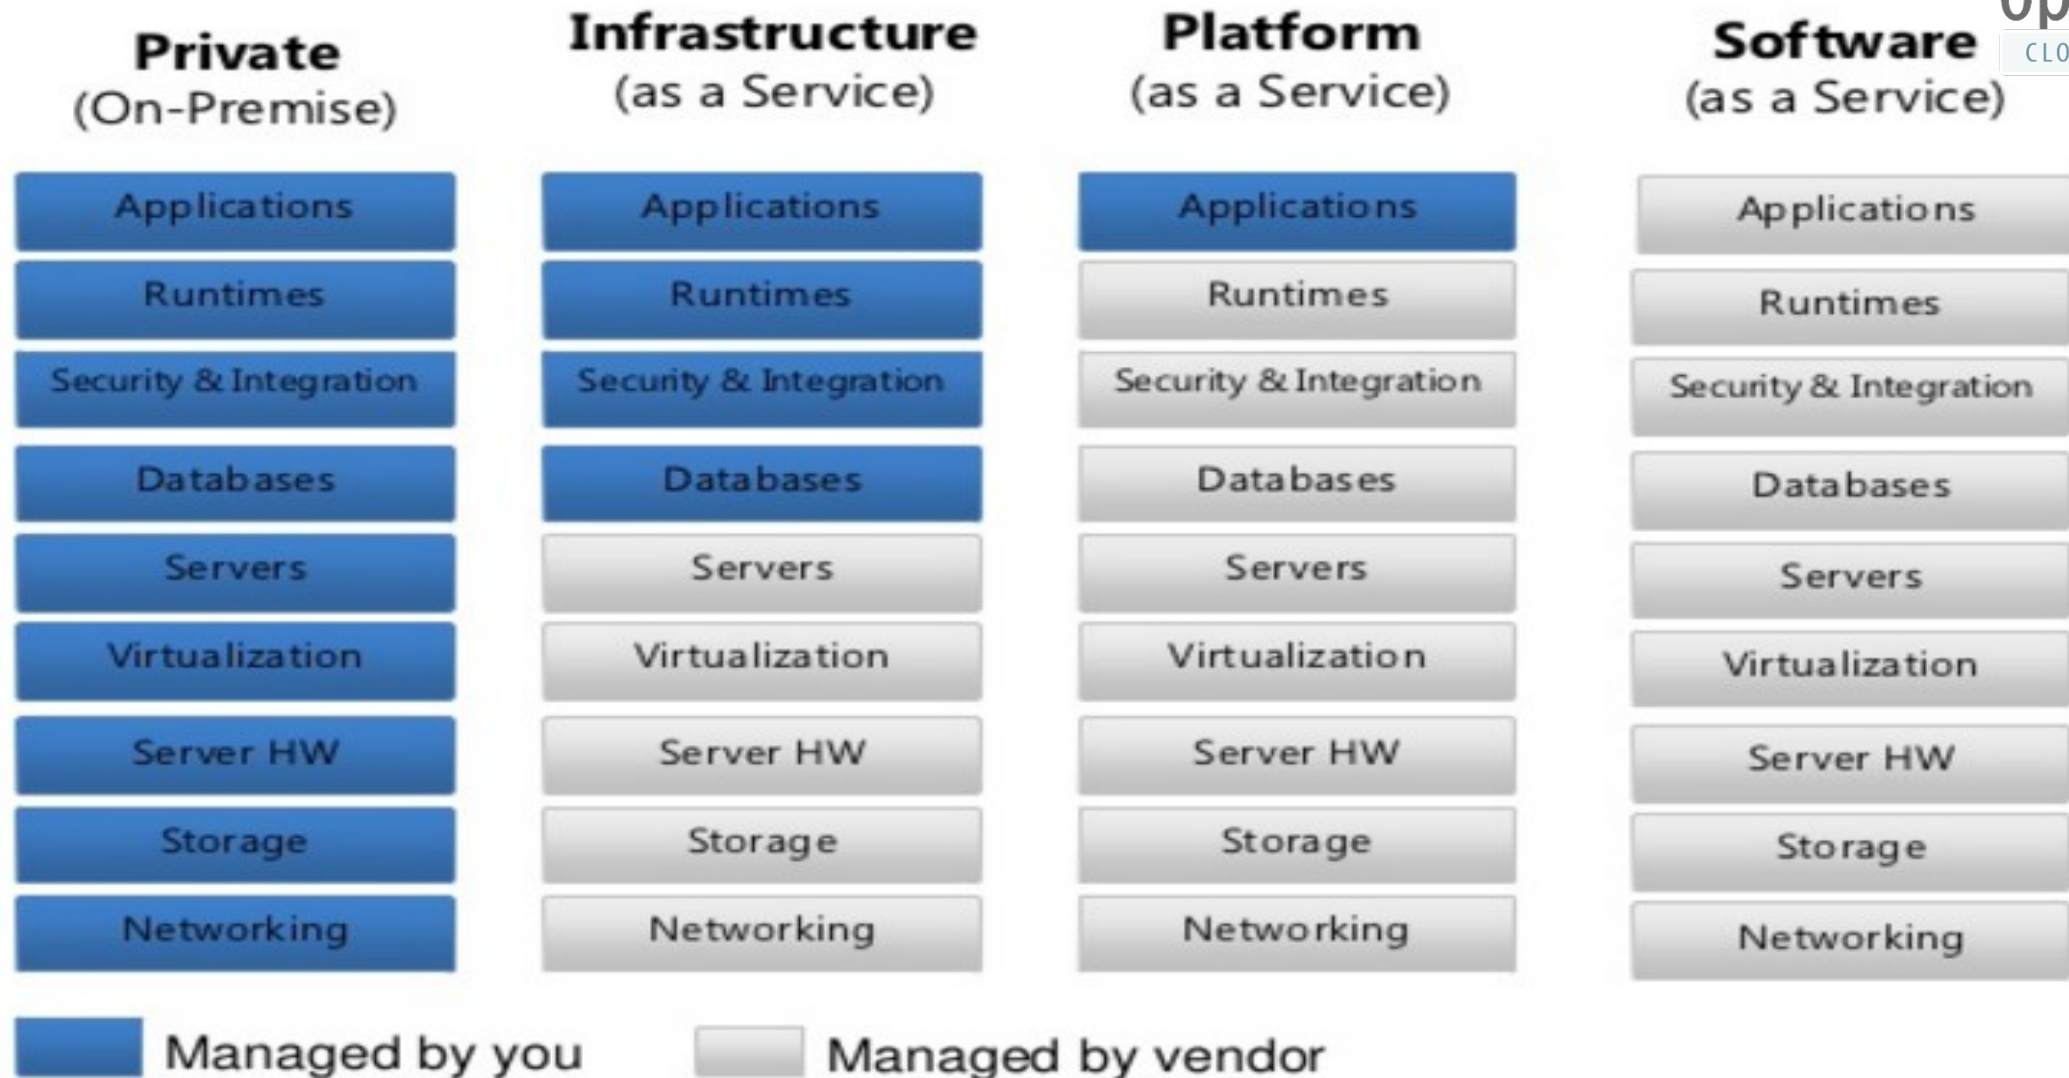 Private
(On-Premise)
Applications
Runtimes
Security & Integration
Databases
Servers
Virtualization
Server HW
Storage
Networking
Infrastructure
(as a Service)
Applications
Runtimes
Security & Integration
Databases
Servers
Virtualization
Server HW
Storage
Networking
Platform
(as a Service)
Applications
Runtimes
Security & Integration
Databases
Servers
Virtualization
Server HW
Storage
Networking
Software
(as a Service)
Applications
Runtimes
Security & Integration
Databases
Servers
Virtualization
Server HW
Storage
Networking
Managed by you
Managed by vendor